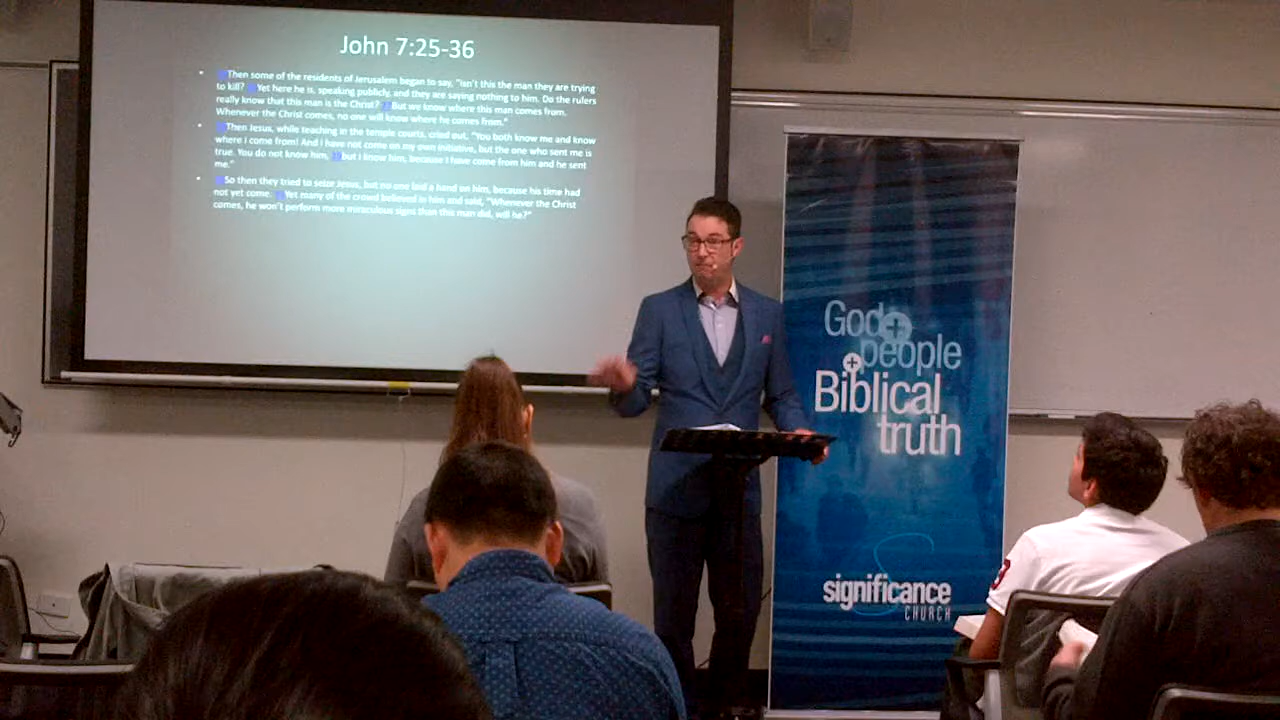 John 7:25-36
Then some of the residents of Jerusalem began to say, "Isn't this the man they are trying
to kill? Yet here he is, speaking publicly, and they are saying nothing to him. Do the rulers
really know that this man is the Christ? But we know where this man comes from.
Whenever the Christ comes, no one will know where he comes from."
Then Jesus, while teaching in the temple courts, cried out, "You both know me and know
where I come from! And I have not come on my own initiative, but the one who sent me is
true. You do not know him, but I know him, because I have come from him and he sent
me."
So then they tried to seize Jesus, but no one laid a hand on him, because his time had
not yet come. Yet many of the crowd believed in him and said, "Whenever the Christ
comes, he won't perform more miraculous signs than this man did, will he?"
God+
+people
Biblical
truth
significance
CHURCH